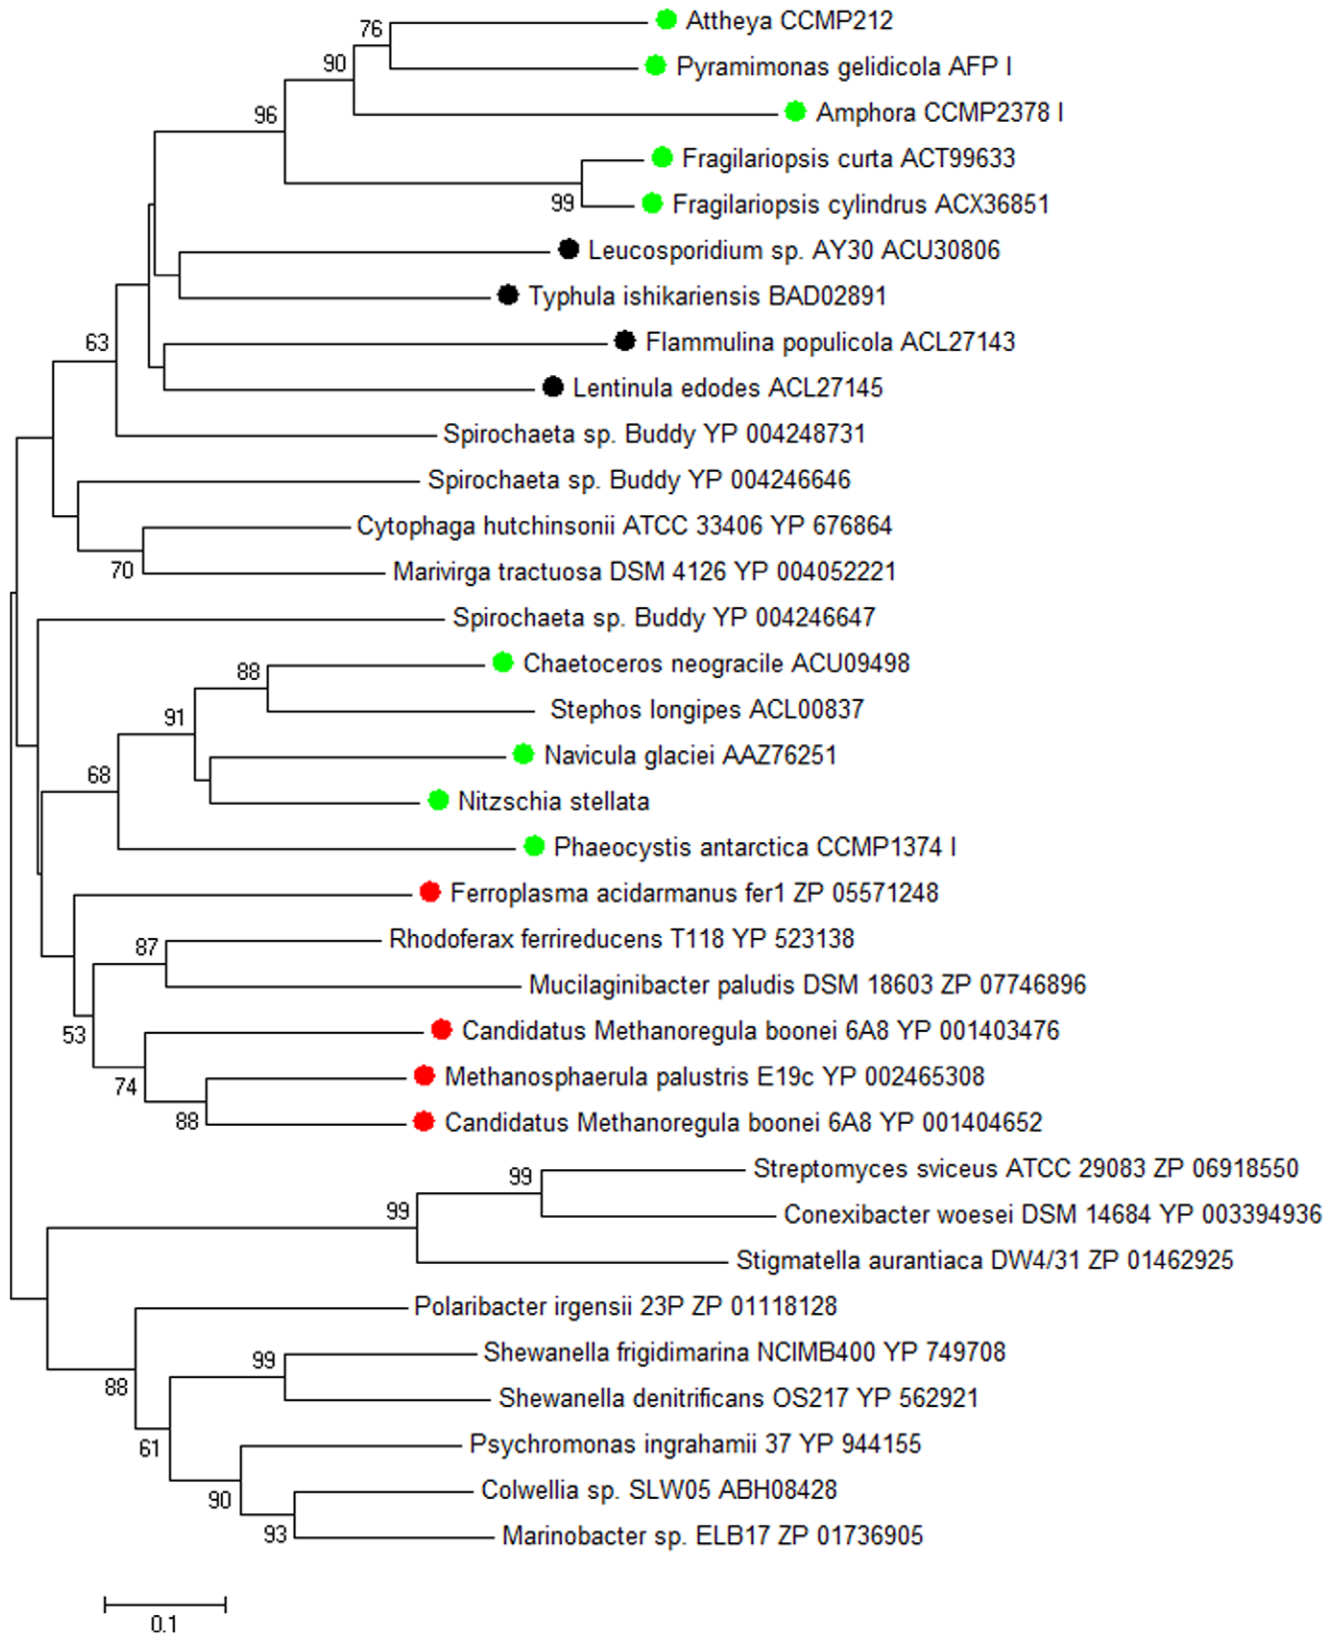 Attheya CCMP212
76
Pyramimonas gelidicola AFP I
90
Amphora CCMP2378 I
96
Fragilariopsis curta ACT99633
99
Fragilariopsis cylindrus ACX36851
Leucosporidium sp. AY30 ACU30806
Typhula ishikariensis BAD02891
63
Flammulina populicola ACL27143
Lentinula edodes ACL27145
Spirochaeta sp. Buddy YP 004248731
Spirochaeta sp. Buddy YP 004246646
Cytophaga hutchinsonii ATCC 33406 YP 676864
70
Marivirga tractuosa DSM 4126 YP 004052221
Spirochaeta sp. Buddy YP 004246647
88
Chaetoceros neogracile ACU09498
91
Stephos longipes ACL00837
Navicula glaciei AAZ76251
68
Nitzschia stellata
Phaeocystis antarctica CCMP1374 I
Ferroplasma acidarmanus fer1 ZP 05571248
87
Rhodoferax ferrireducens T118 YP 523138
Mucilaginibacter paludis DSM 18603 ZP 07746896
53
Candidatus Methanoregula boonei 6A8 YP 001403476
74
Methanosphaerula palustris E19c YP 002465308
88
Candidatus Methanoregula boonei 6A8 YP 001404652
99
Streptomyces sviceus ATCC 29083 ZP 06918550
99
Conexibacter woesei DSM 14684 YP 003394936
Stigmatella aurantiaca DW4/31 ZP 01462925
Polaribacter irgensii 23P ZP 01118128
88
99
Shewanella frigidimarina NCIMB400 YP 749708
Shewanella denitrificans OS217 YP 562921
61
Psychromonas ingrahamii 37 YP 944155
90
Colwellia sp. SLW05 ABH08428
93
Marinobacter sp. ELB17 ZP 01736905
0.1